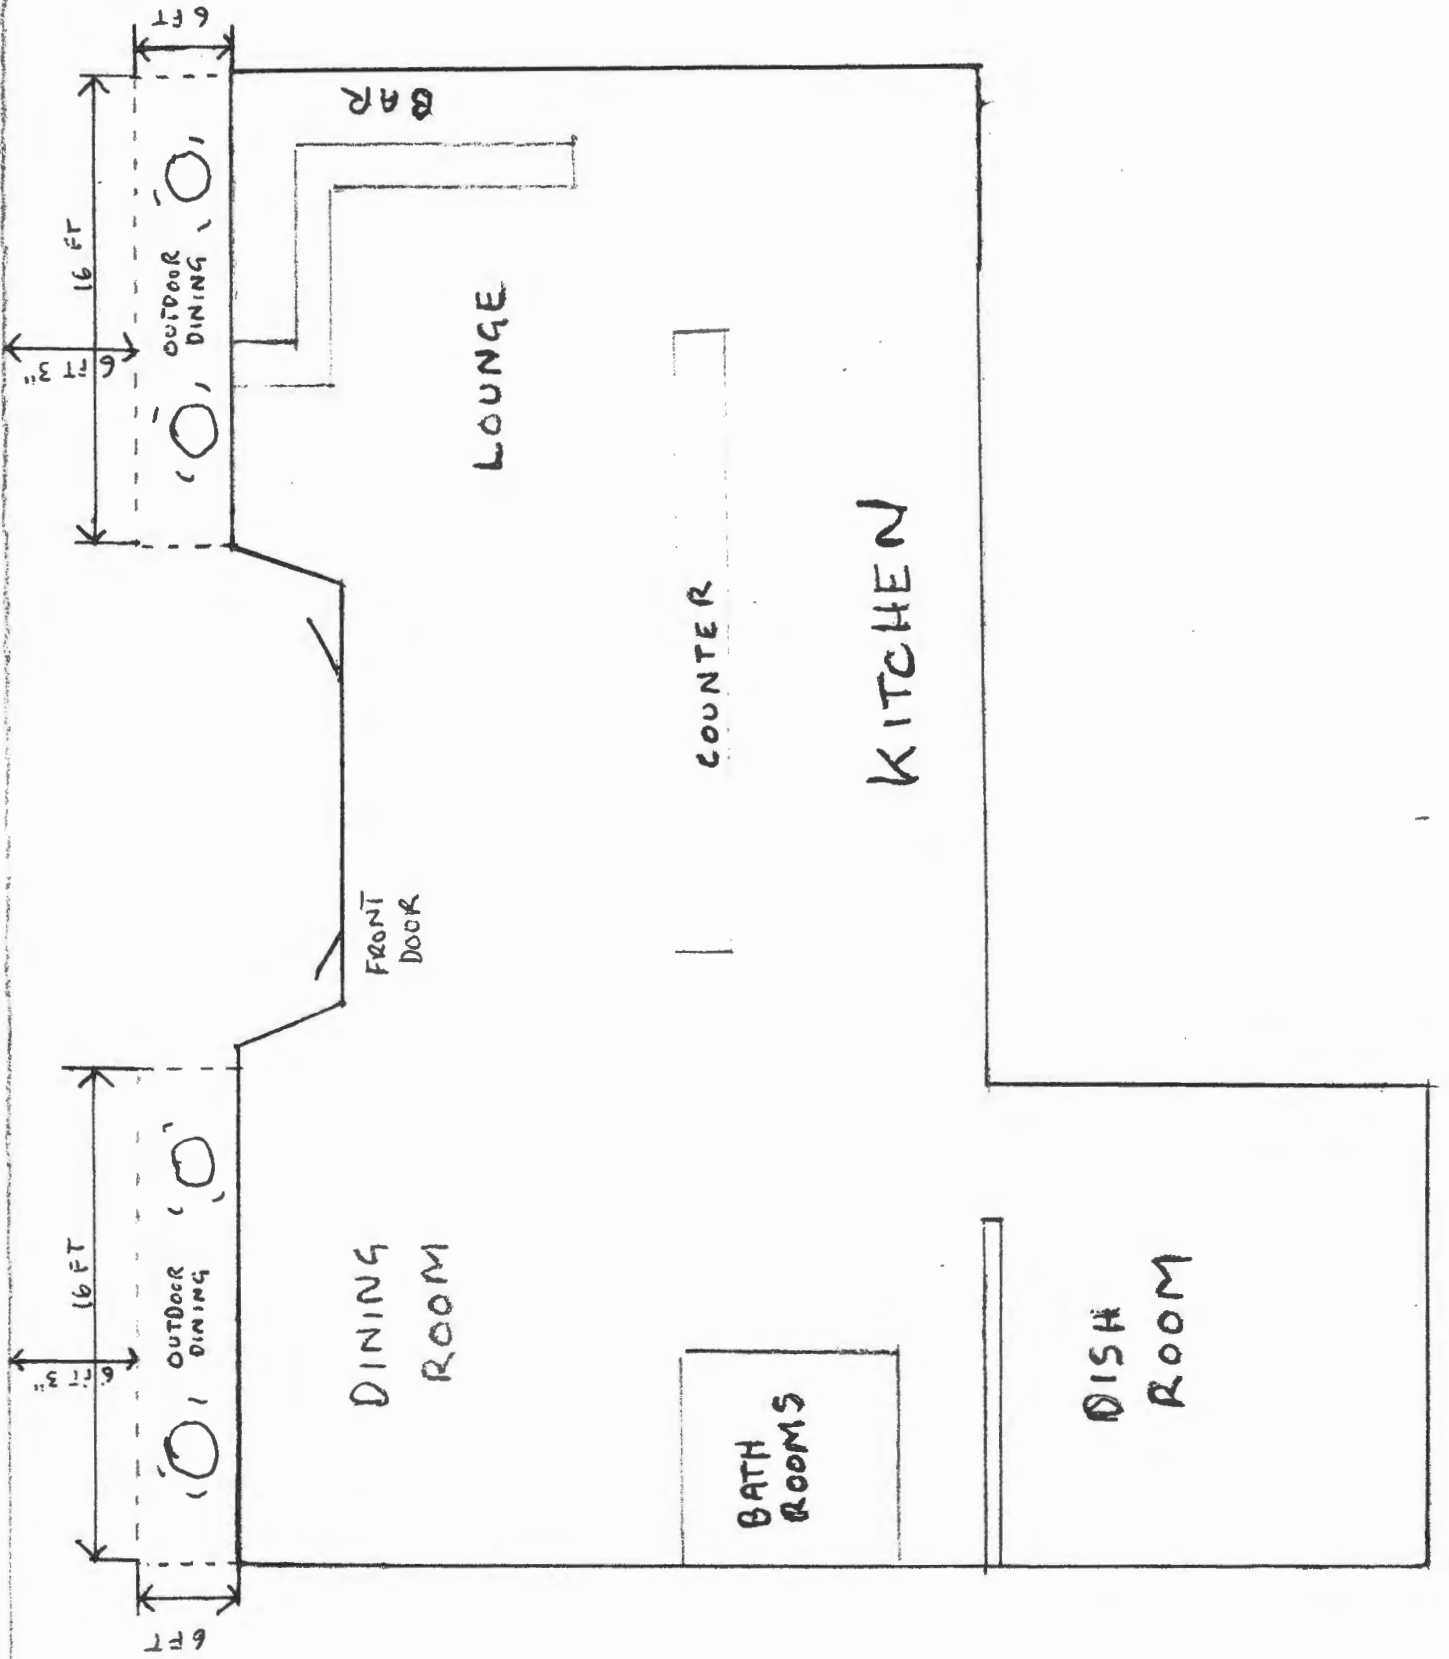 6 FT
16 FT
6 FT 3"
OUTDOOR
DINING
BAR
LOUNGE
COUNTER
KITCHEN
FRONT
DOOR
16 FT
6 FT 3"
OUTDOOR
DINING
6 FT
DINING
ROOM
BATH
ROOMS
DISH
ROOM